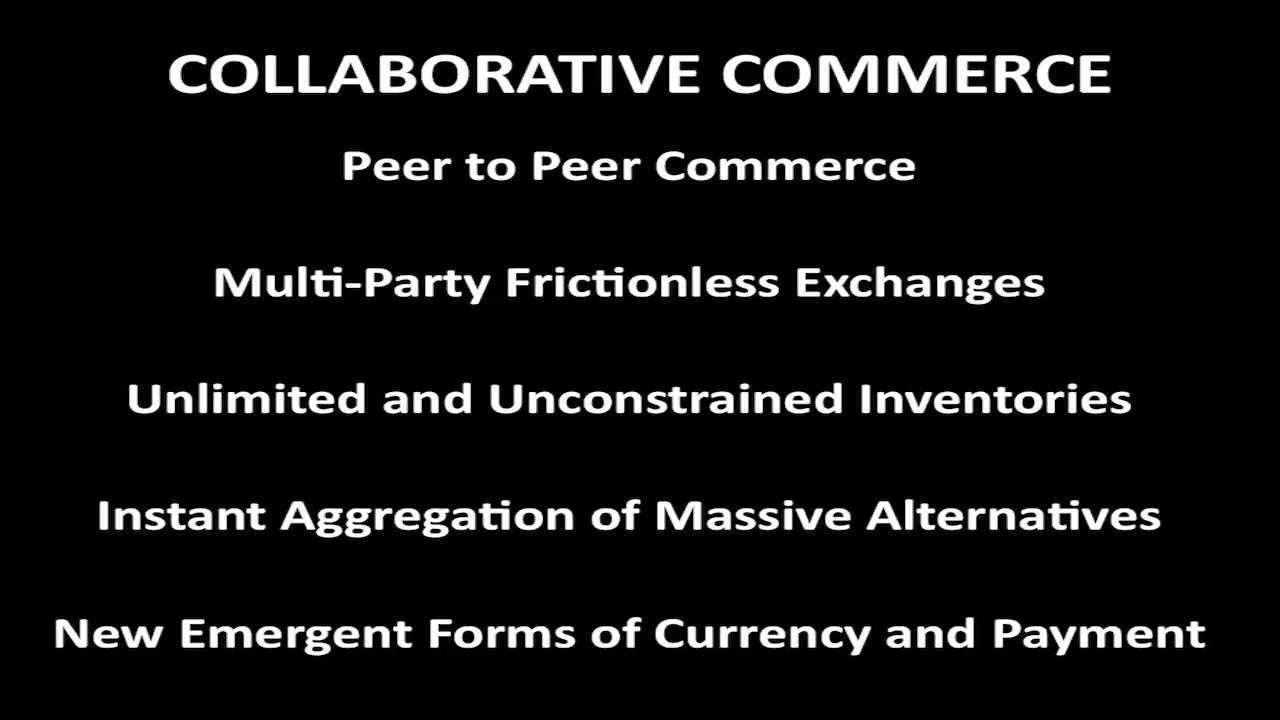 COLLABORATIVE COMMERCE
Peer to Peer Commerce
Multi-Party Frictionless Exchanges
Unlimited and Unconstrained Inventories
Instant Aggregation of Massive Alternatives
New Emergent Forms of Currency and Payment